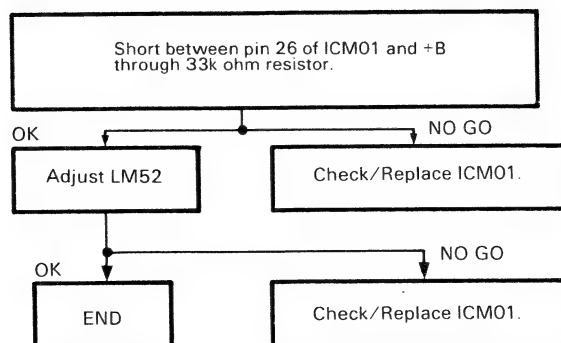 Short between pin 26 of ICM01 and +B
through 33k ohm resistor.
OK
NO GO
Adjust LM52
Check/Replace ICM01.
OK
NO GO
END
Check/Replace ICM01.